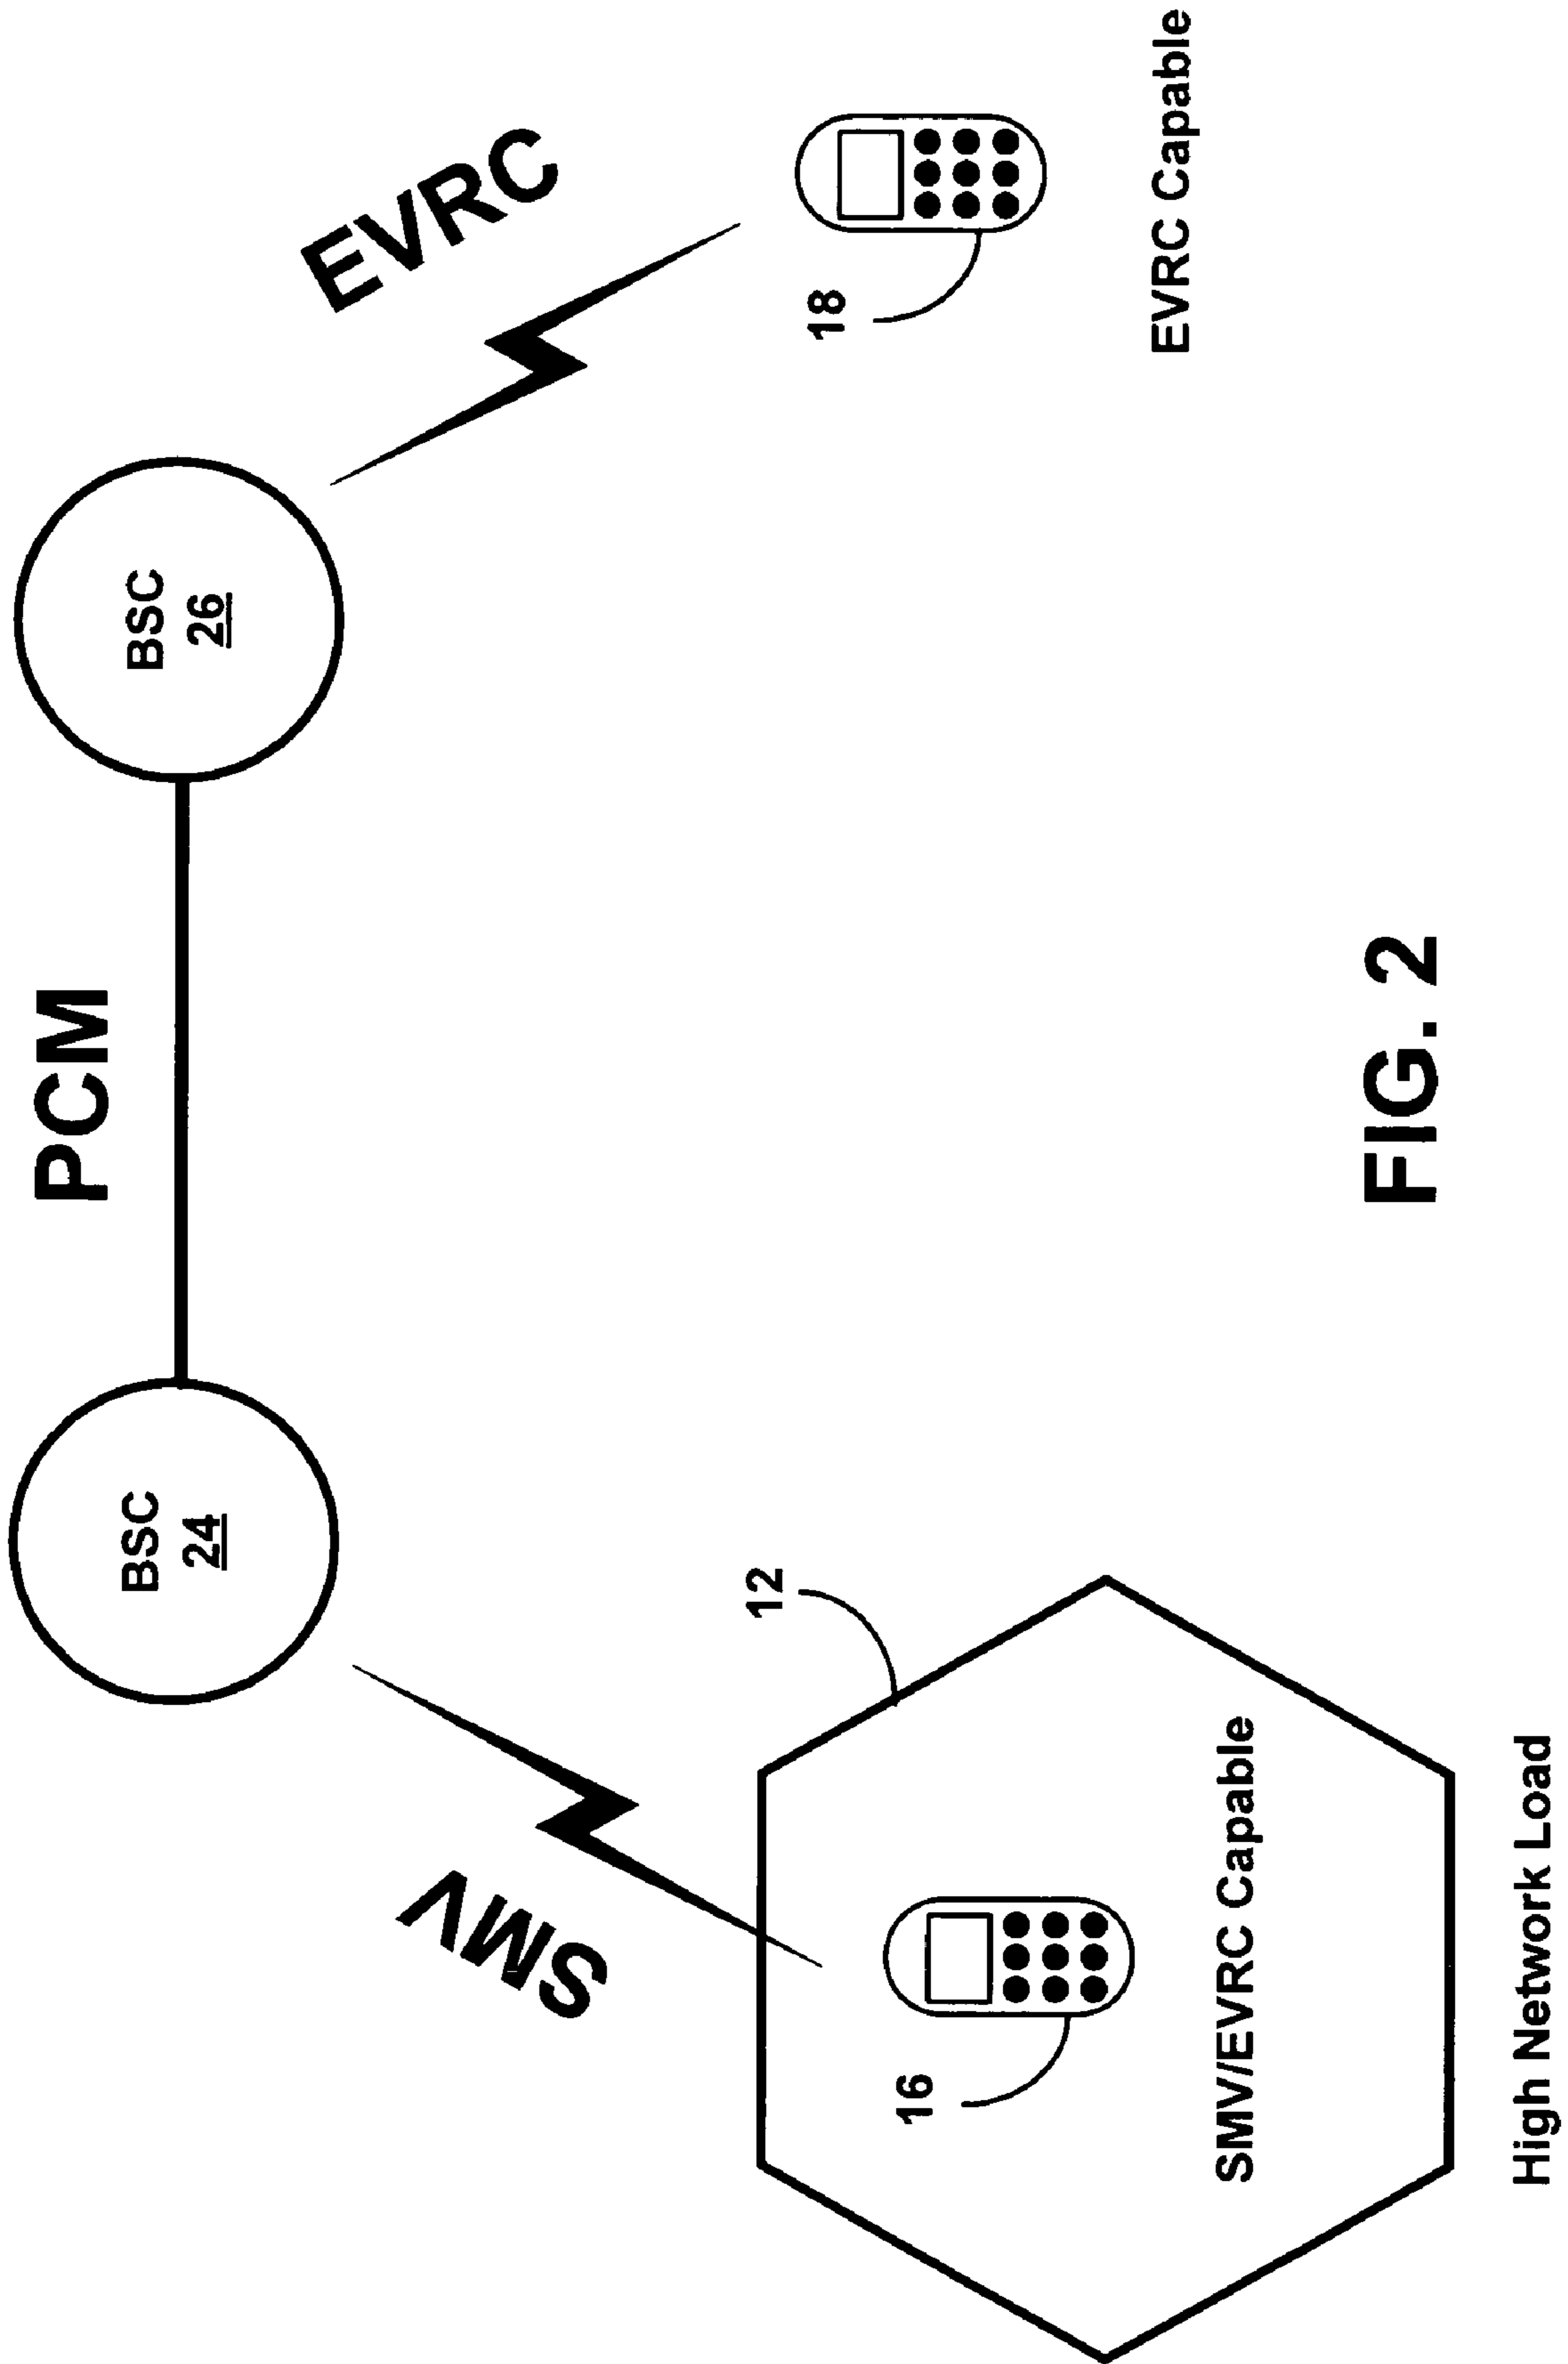 PCM
BSC
24
BSC
26
SMV
EVRC
12
18
16
SMV/EVRC Capable
EVRC Capable
High Network Load
FIG. 2